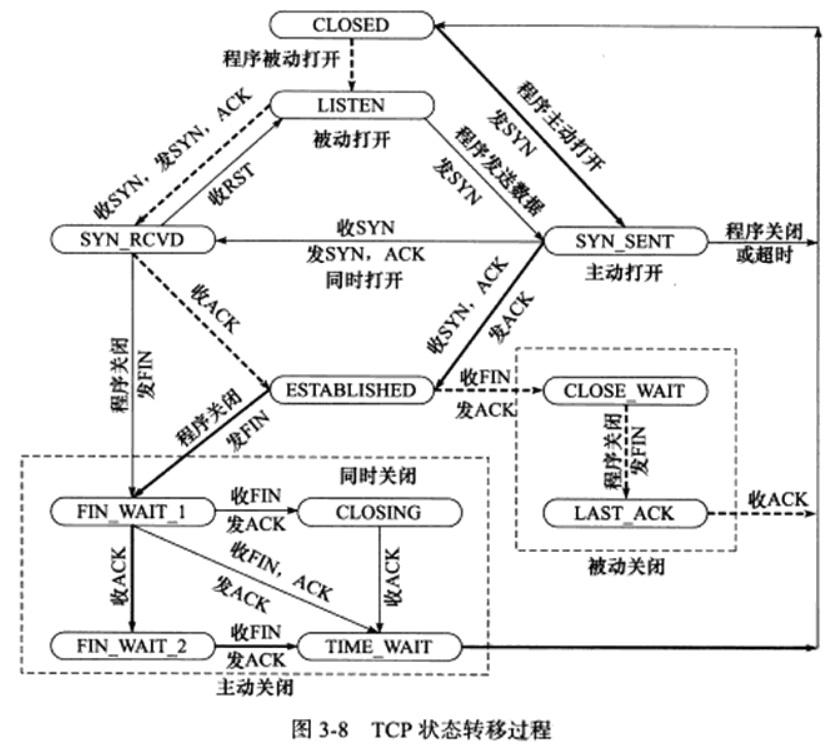 CLOSED
程序被动打开
LISTEN
被动打开
收SYN，发SYN，ACK
收RST
程序发送数据
发SYN
程序主动打开
发SYN
SYN_RCVD
收SYN
发SYN，ACK
同时打开
SYN_SENT
主动打开
程序关闭
或超时
收ACK
收SYN，ACK
发ACK
程序关闭
发FIN
ESTABLISHED
收FIN
发ACK
CLOSE_WAIT
程序关闭
发FIN
程序关闭
发FIN
LAST_ACK
收ACK
被动关闭
同时关闭
FIN_WAIT_1
收FIN
发ACK
CLOSING
收ACK
收FIN，ACK
发ACK
收ACK
FIN_WAIT_2
收FIN
发ACK
TIME_WAIT
主动关闭
图 3-8 TCP 状态转移过程